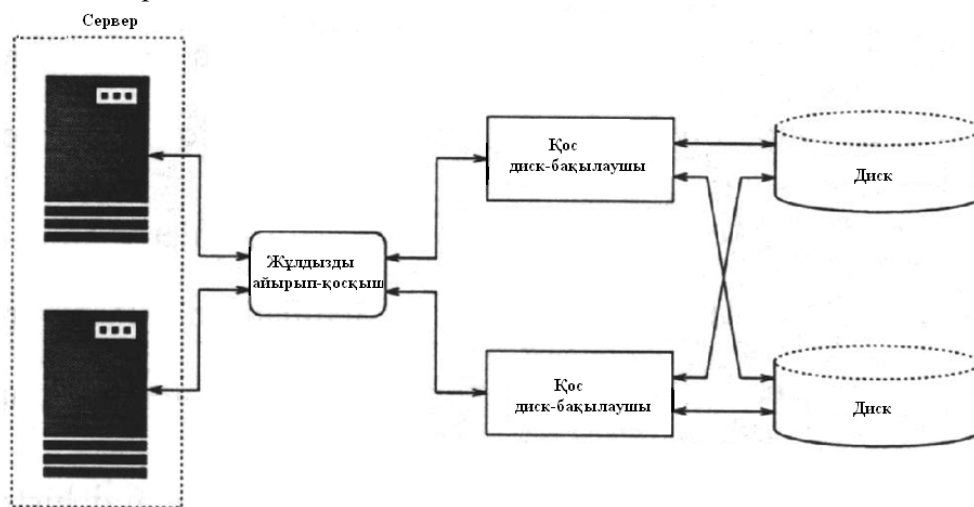 Сервер
Қос
диск-бақылаушы
Диск
Жұлдызды
айырып-қосқыш
Қос
диск-бақылаушы
Диск